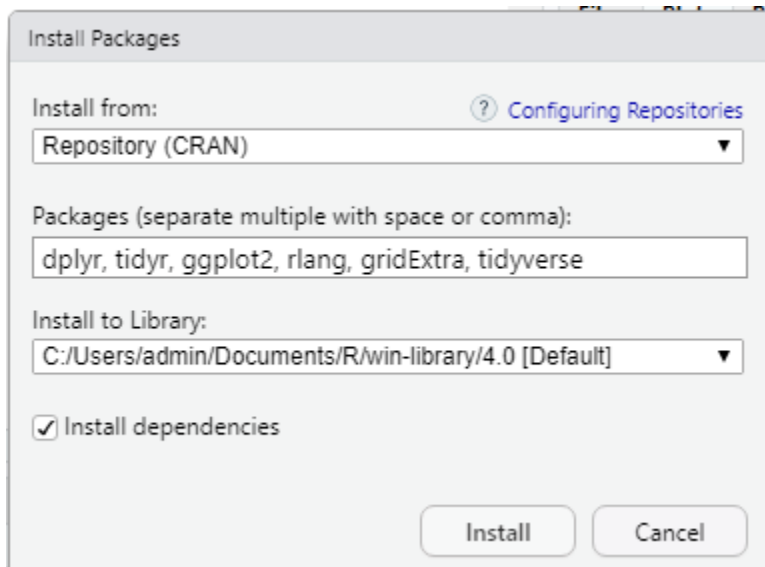 Install Packages
Install from:
? Configuring Repositories
Repository (CRAN)
Packages (separate multiple with space or comma):
dplyr, tidyr, ggplot2, rlang, gridExtra, tidyverse
Install to Library:
C:/Users/admin/Documents/R/win-library/4.0 [Default]
Install dependencies
Install
Cancel